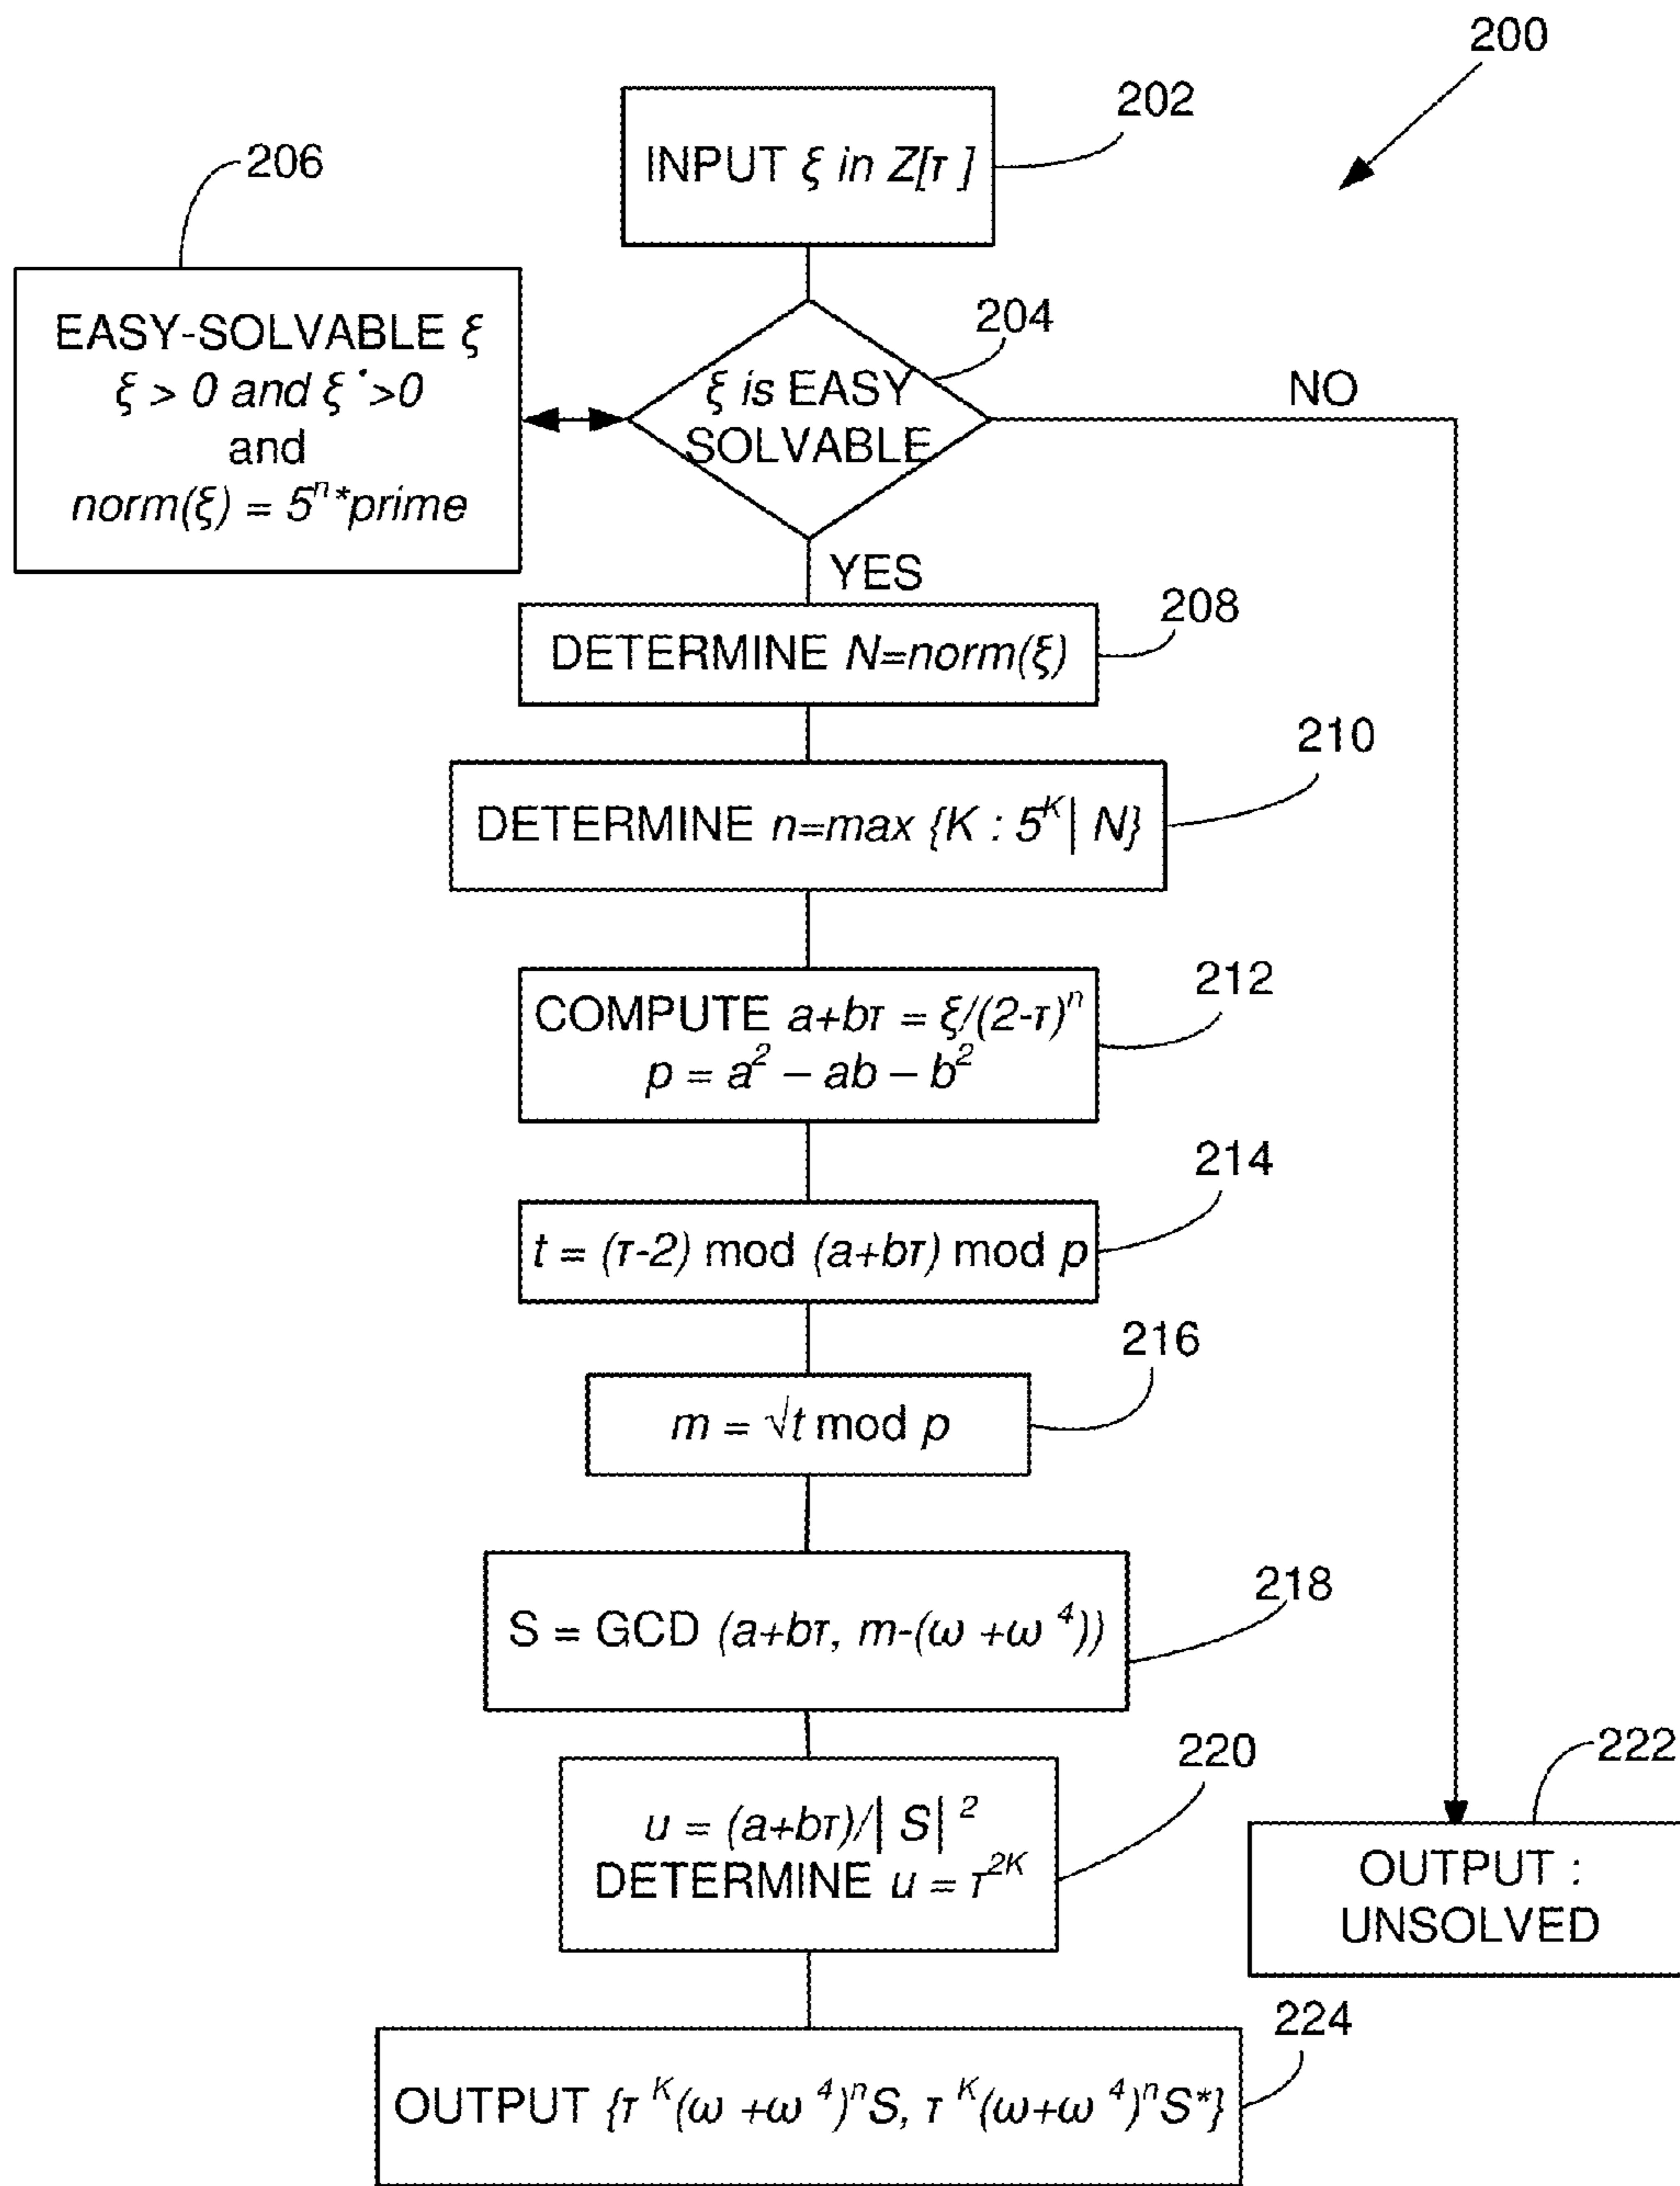 200
202
INPUT ξ in Z[τ ]
206
EASY-SOLVABLE ξ
ξ > 0 and ξ˙>0
and
norm(ξ) = 5ⁿ*prime
204
ξ is EASY
SOLVABLE
NO
YES
208
DETERMINE N=norm(ξ)
210
DETERMINE n=max {K : 5ᴷ| N}
212
COMPUTE a+bτ = ξ/(2-τ)ⁿ
p = a² – ab – b²
214
t = (τ-2) mod (a+bτ) mod p
216
m = √t mod p
218
S = GCD (a+bτ, m-(ω +ω ⁴))
220
u = (a+bτ)/| S| ²
DETERMINE u = τ²ᴷ
222
OUTPUT :
UNSOLVED
224
OUTPUT {τ ᴷ(ω +ω ⁴)ⁿS, τ ᴷ(ω+ω ⁴)ⁿS*}